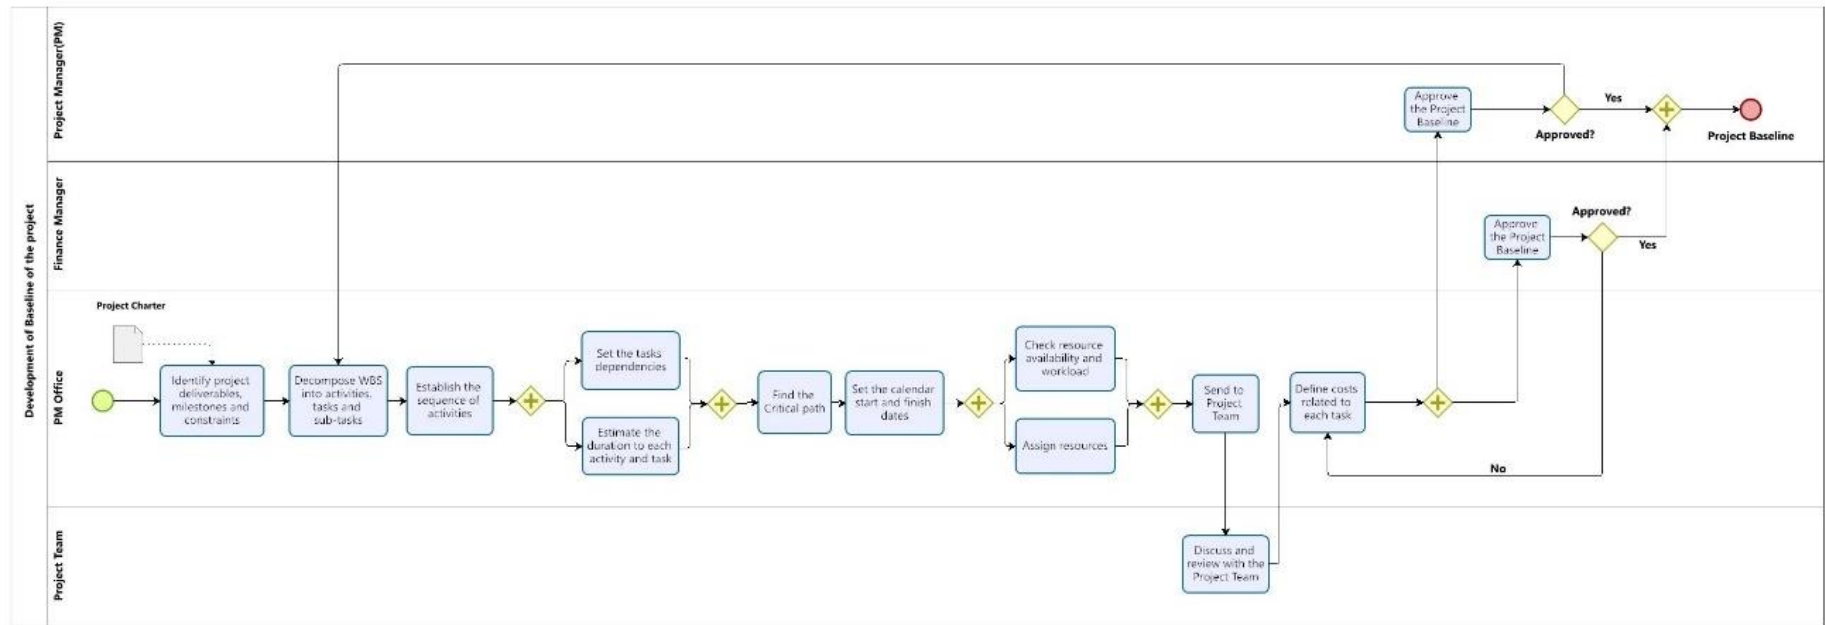 Development of Baseline of the project
Project Manager(PM)
Approve
the Project
Baseline
Approved?
Yes
Project Baseline
Finance Manager
Approve
the Project
Baseline
Approved?
Yes
PM Office
Project Charter
Identify project
deliverables,
milestones and
constraints
Decompose WBS
into activities,
tasks and
sub-tasks
Establish the
sequence of
activities
Set the tasks
dependencies
Estimate the
duration to each
activity and task
Find the
Critical path
Set the calendar
start and finish
dates
Check resource
availability and
workload
Assign resources
Send to
Project
Team
Define costs
related to
each task
No
Project Team
Discuss and
review with the
Project Team